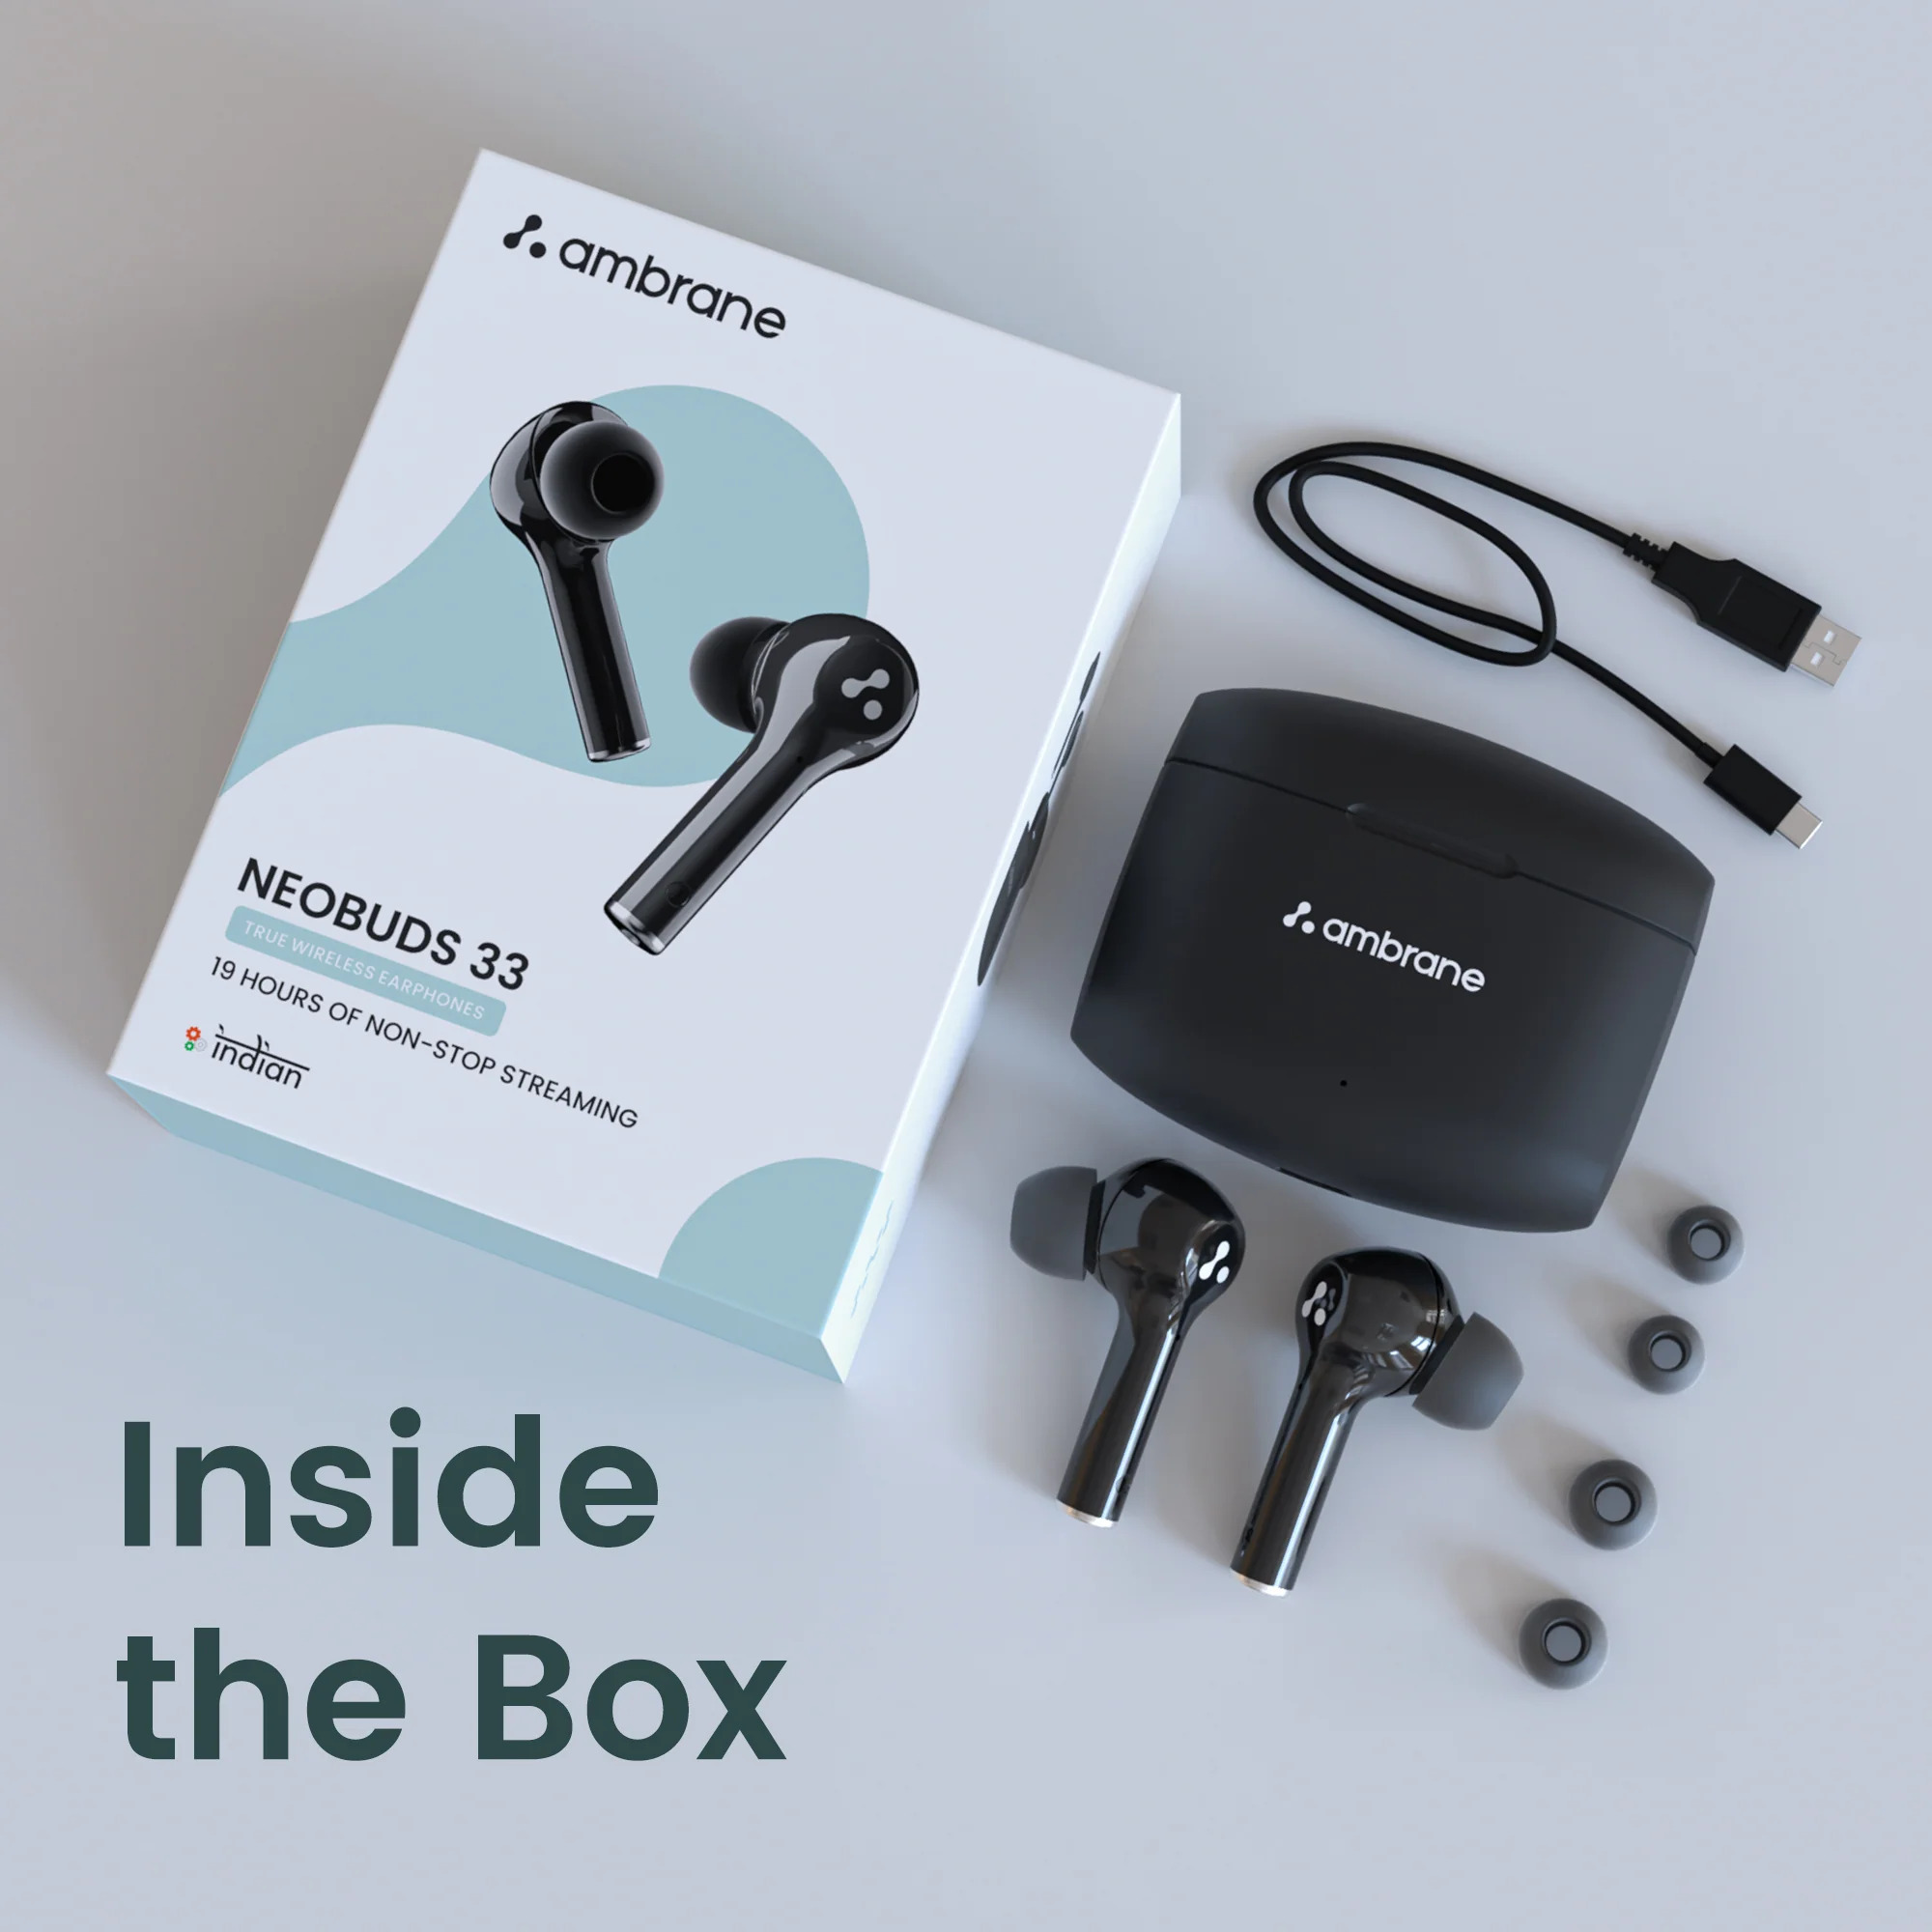 ambrane
NEOBUDS 33
TRUE WIRELESS EARPHONES
19 HOURS OF NON-STOP STREAMING
indian
ambrane
Inside
the Box